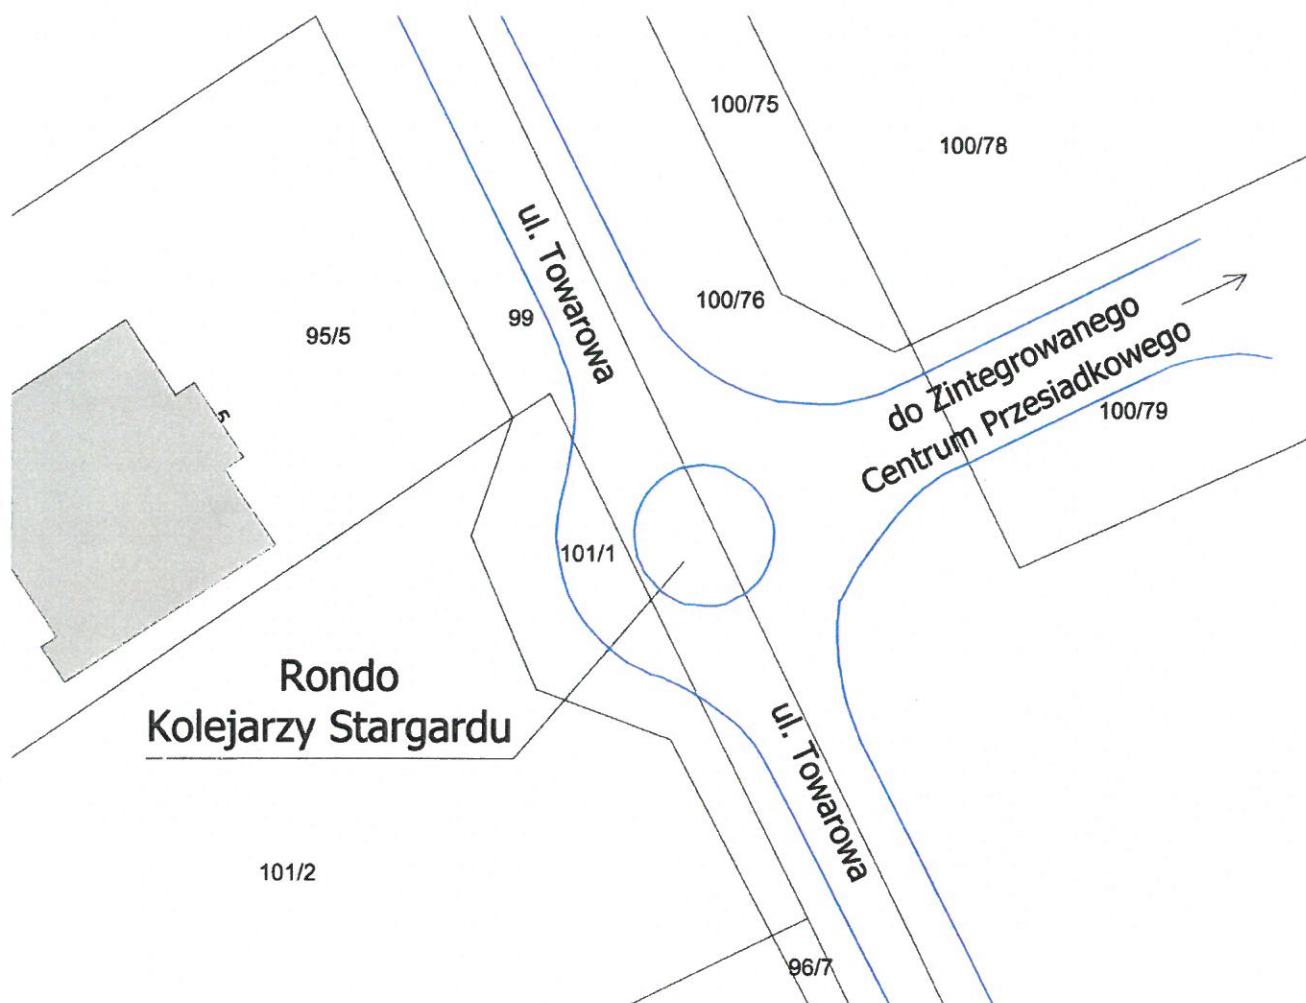 100/75
100/78
ul. Towarowa
100/76
99
95/5
do Zintegrowanego
Centrum Przesiadkowego
100/79
5
101/1
Rondo
Kolejarzy Stargardu
ul. Towarowa
101/2
96/7